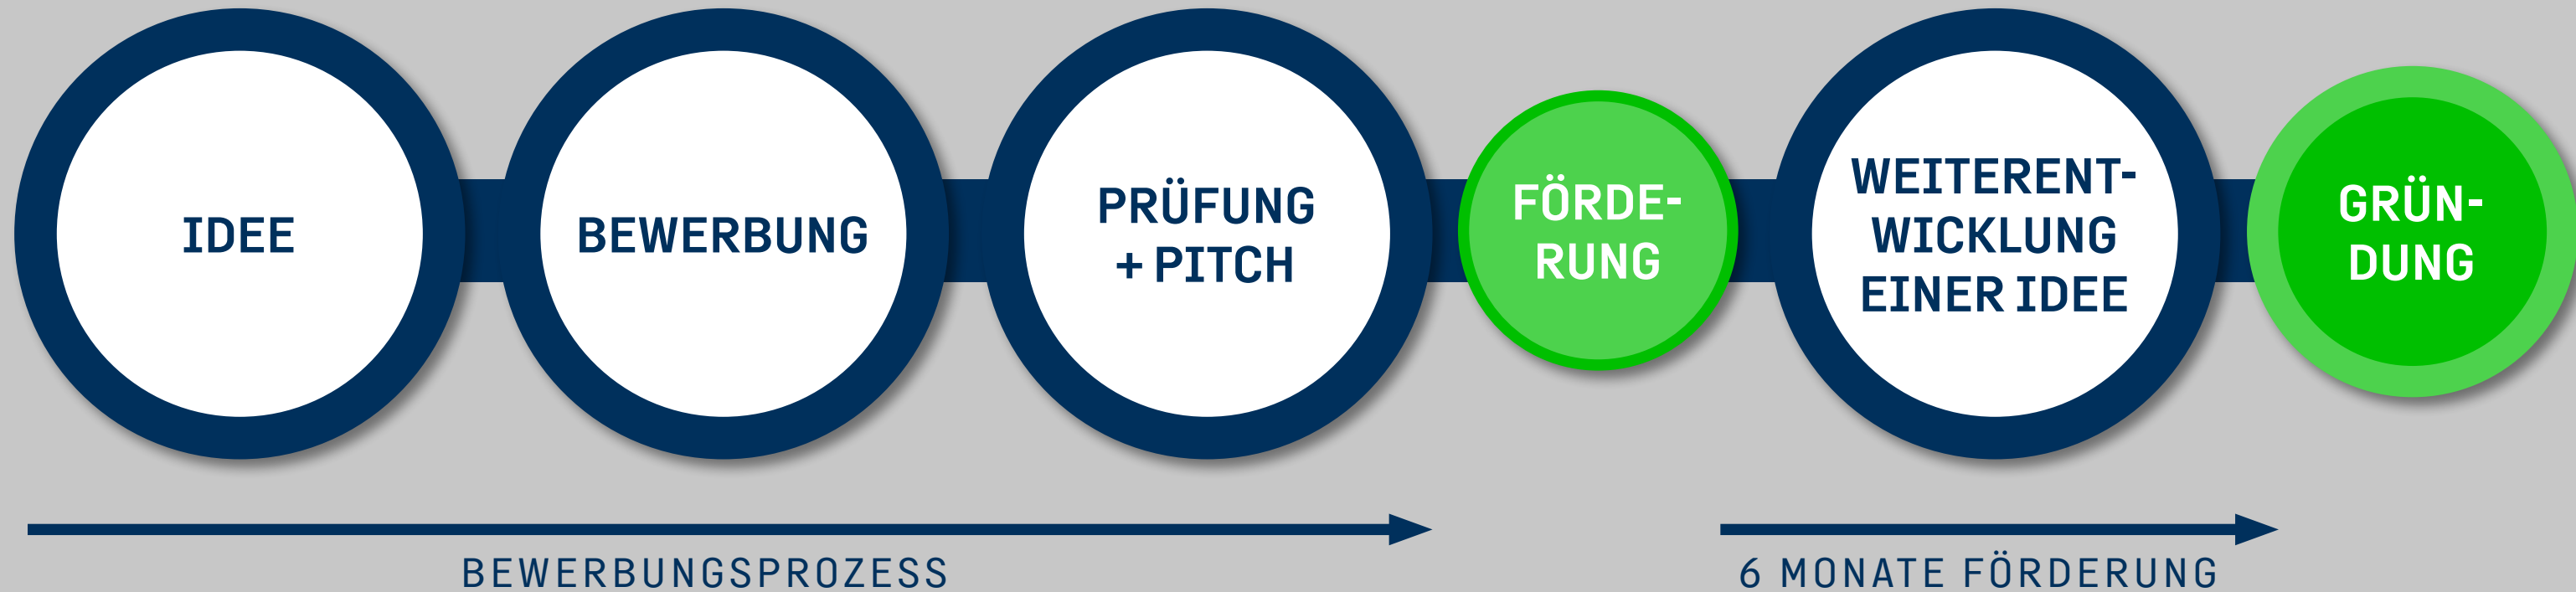 IDEE
BEWERBUNG
PRÜFUNG
+ PITCH
FÖRDE-
RUNG
WEITERENT-
WICKLUNG
EINER IDEE
GRÜN-
DUNG
BEWERBUNGSPROZESS
6 MONATE FÖRDERUNG